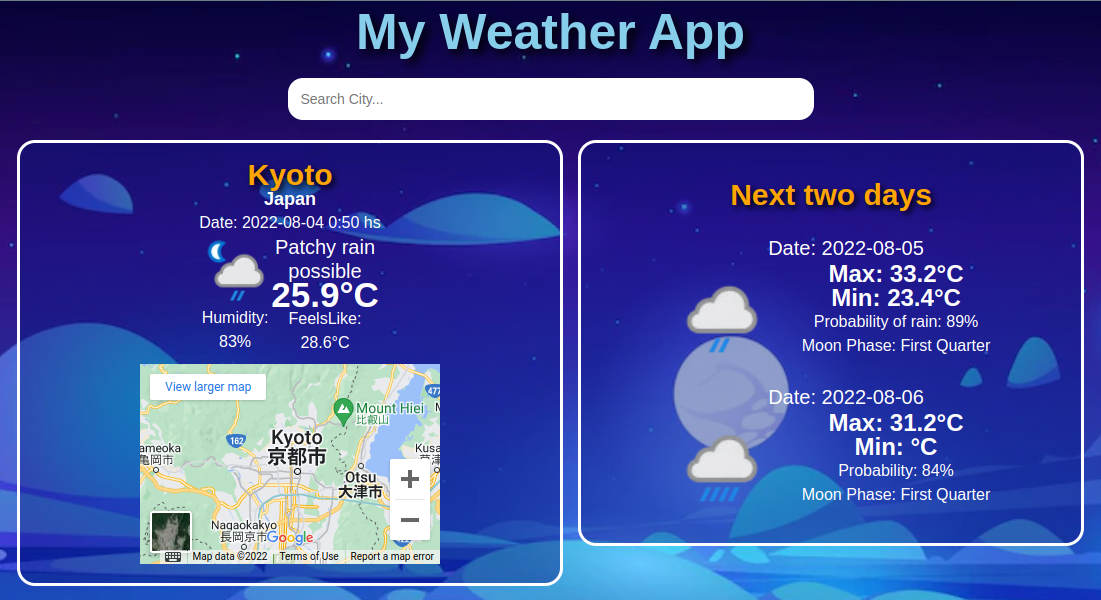 My Weather App
Search City...
Kyoto
Japan
Date: 2022-08-04 0:50 hs
Patchy rain
possible
25.9°C
Humidity:
83%
FeelsLike:
28.6°C
View larger map
477
Mount Hiei
比叡山
162
Kyoto
京都市
ameoka
亀岡市
Kusa
草津
Otsu
大津市
Nagaokakyo
長岡京市
Google
Map data ©2022
Terms of Use
Report a map error
Next two days
Date: 2022-08-05
Max: 33.2°C
Min: 23.4°C
Probability of rain: 89%
Moon Phase: First Quarter
Date: 2022-08-06
Max: 31.2°C
Min: °C
Probability: 84%
Moon Phase: First Quarter